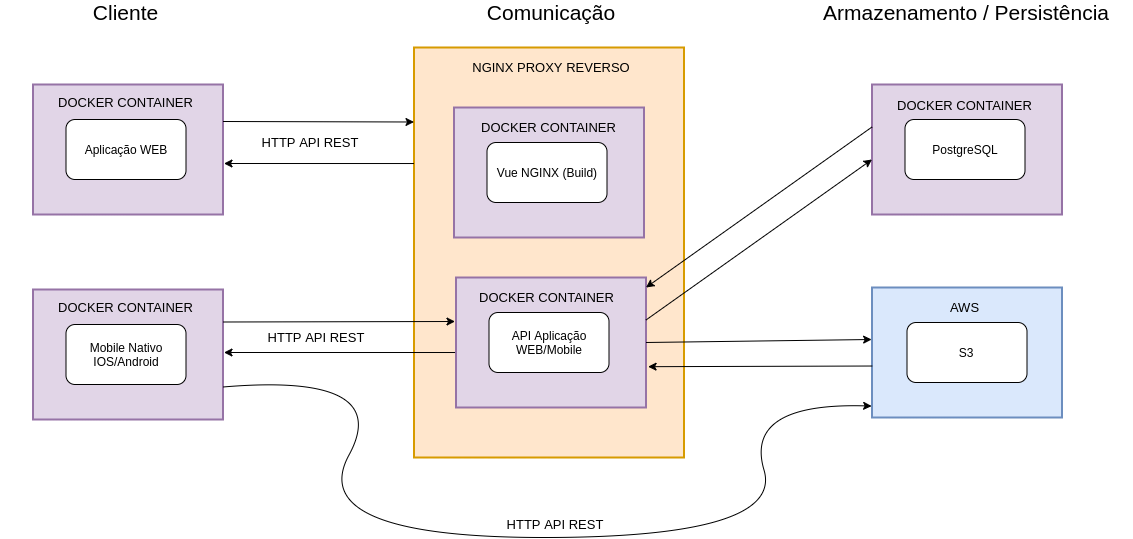 Cliente
Comunicação
Armazenamento / Persistência
NGINX PROXY REVERSO
DOCKER CONTAINER
Aplicação WEB
HTTP API REST
DOCKER CONTAINER
Vue NGINX (Build)
DOCKER CONTAINER
PostgreSQL
DOCKER CONTAINER
Mobile Nativo
IOS/Android
HTTP API REST
DOCKER CONTAINER
API Aplicação
WEB/Mobile
AWS
S3
HTTP API REST